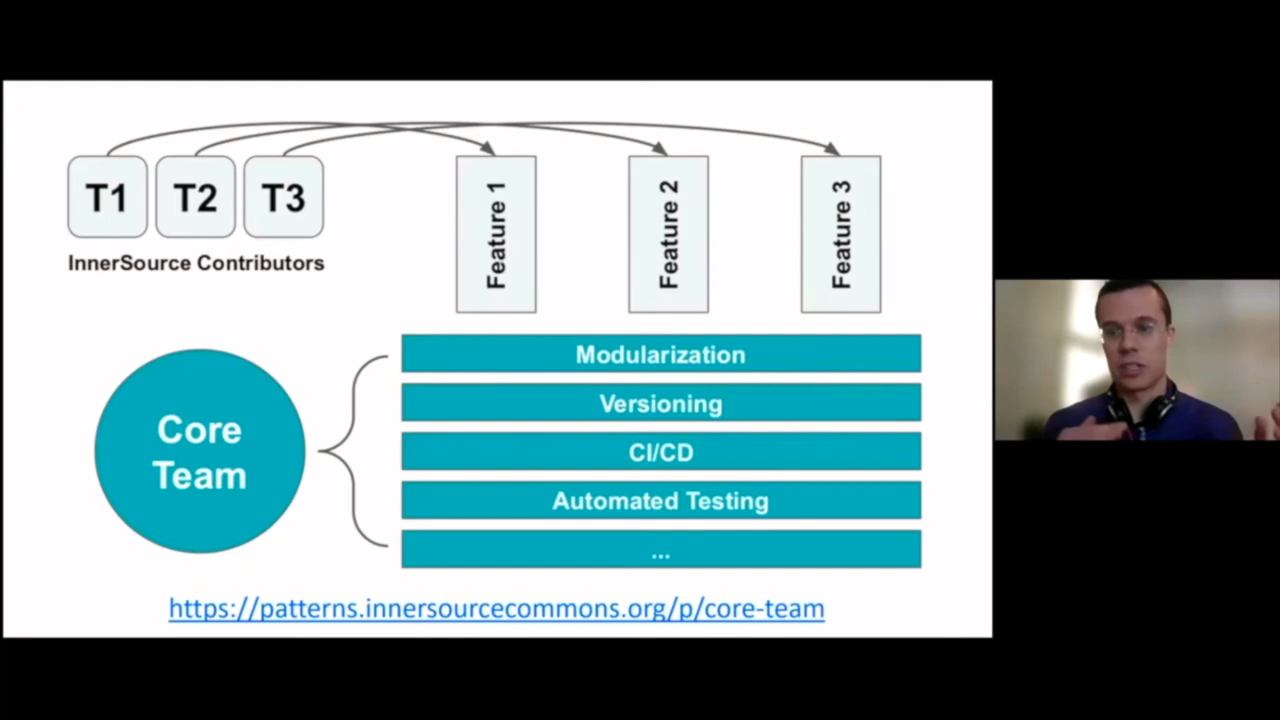 T1
T2
T3
InnerSource Contributors
Feature 1
Feature 2
Feature 3
Core
Team
Modularization
Versioning
CI/CD
Automated Testing
...
https://patterns.innersourcecommons.org/p/core-team